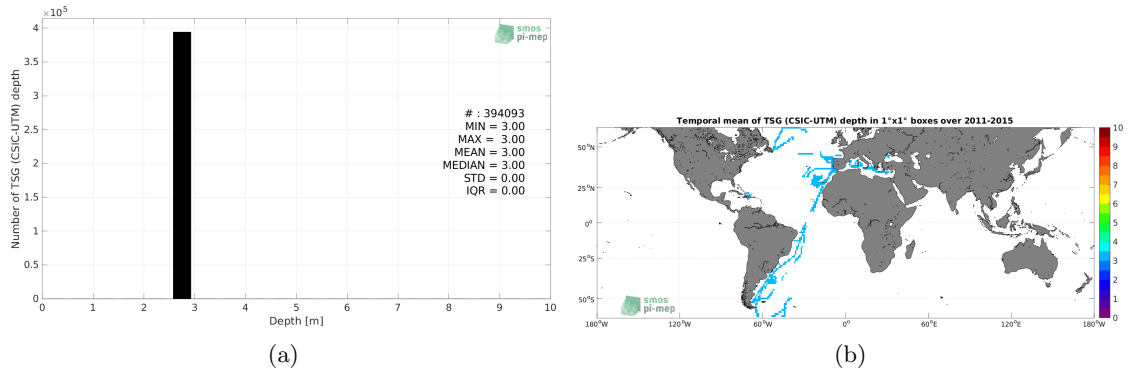 ×10⁵
4
3.5
3
2.5
2
1.5
1
0.5
0
0 1 2 3 4 5 6 7 8 9 10
Number of TSG (CSIC-UTM) depth
Depth [m]
smos
pi-mep
# : 394093
MIN = 3.00
MAX = 3.00
MEAN = 3.00
MEDIAN = 3.00
STD = 0.00
IQR = 0.00
(a)
Temporal mean of TSG (CSIC-UTM) depth in 1°x1° boxes over 2011-2015
50°N
25°N
0°
25°S
50°S
180°W 120°W 60°W 0°E 60°E 120°E 180°W
smos
pi-mep
10
9
8
7
6
5
4
3
2
1
0
(b)